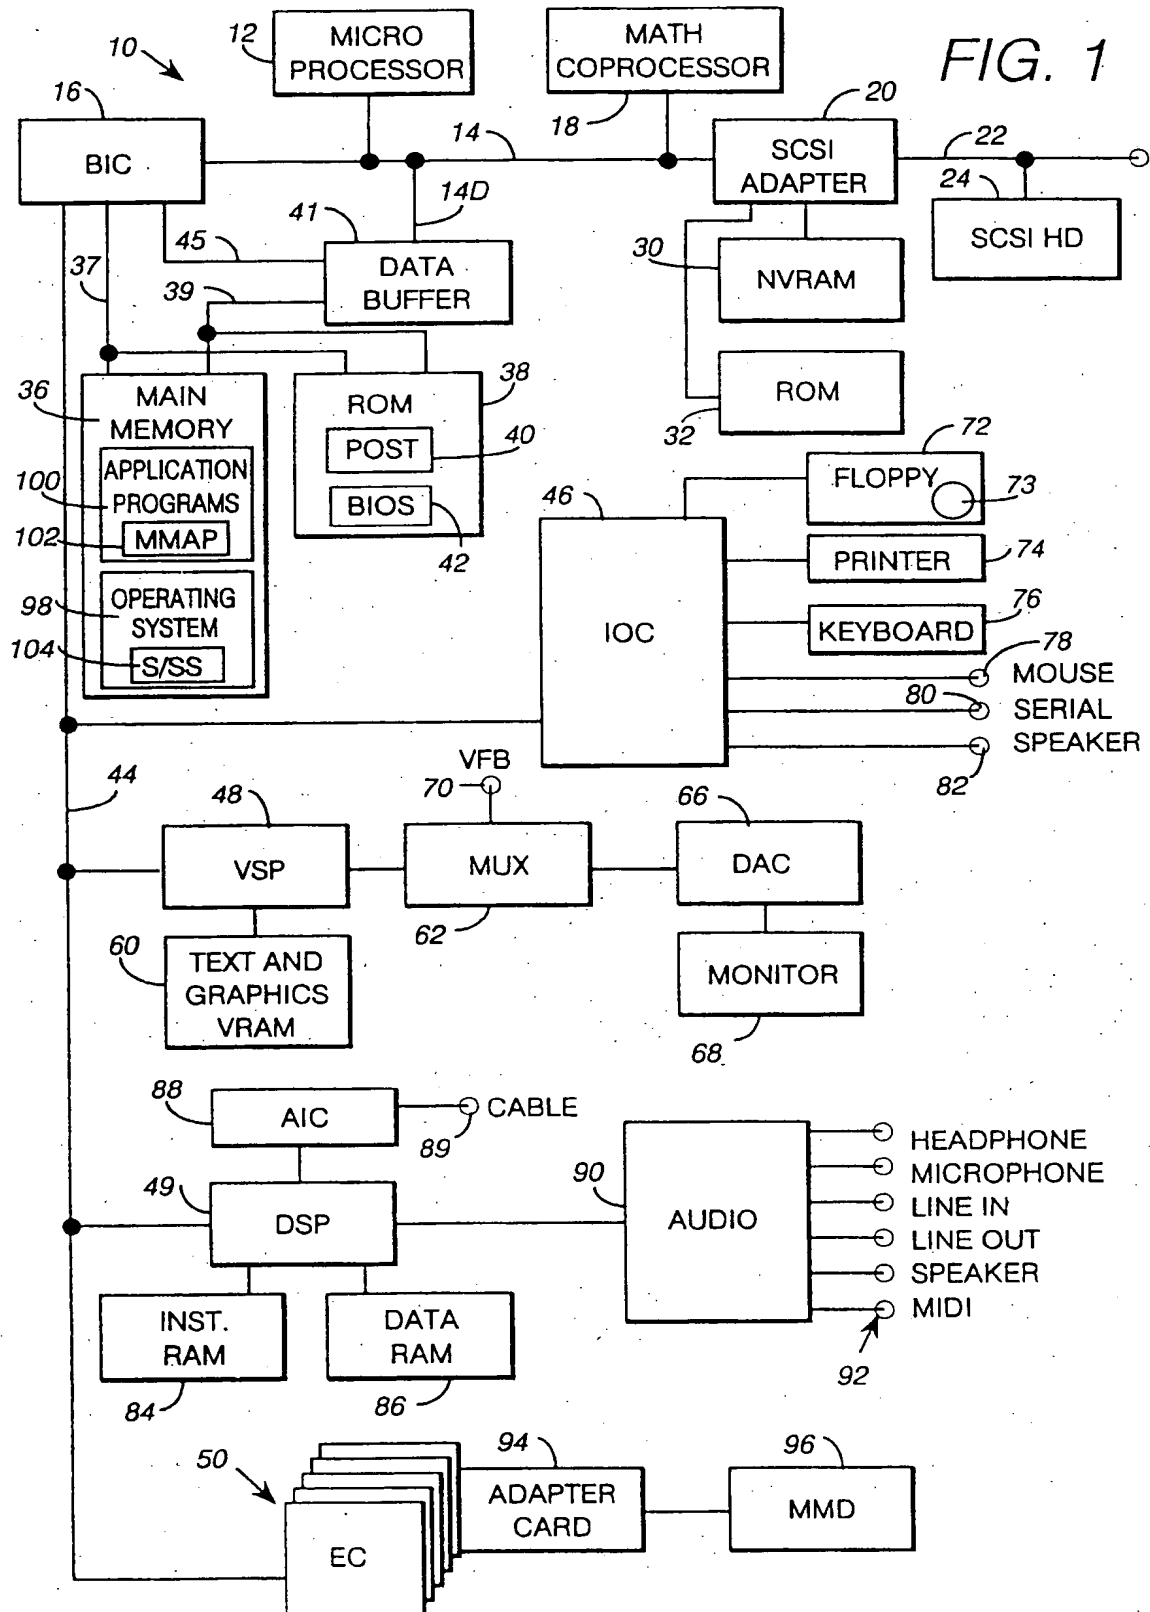 FIG. 1
10
12
MICRO
PROCESSOR
MATH
COPROCESSOR
18
16
BIC
14
20
SCSI
ADAPTER
22
24
SCSI HD
14D
41
DATA
BUFFER
45
37
39
30
NVRAM
ROM
32
36
MAIN
MEMORY
APPLICATION
PROGRAMS
100
MMAP
102
98
OPERATING
SYSTEM
104
S/SS
38
ROM
POST
40
BIOS
42
46
IOC
72
FLOPPY
73
PRINTER
74
KEYBOARD
76
78
MOUSE
80
SERIAL
SPEAKER
82
44
48
VSP
VFB
70
MUX
62
66
DAC
60
TEXT AND
GRAPHICS
VRAM
MONITOR
68
88
AIC
CABLE
89
49
DSP
90
AUDIO
HEADPHONE
MICROPHONE
LINE IN
LINE OUT
SPEAKER
MIDI
92
INST.
RAM
84
DATA
RAM
86
50
EC
94
ADAPTER
CARD
96
MMD